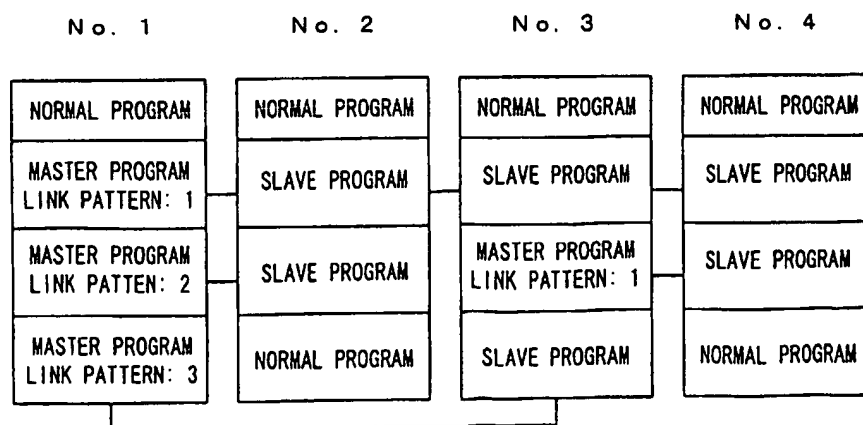 No. 1
No. 2
No. 3
No. 4
NORMAL PROGRAM
MASTER PROGRAM
LINK PATTERN: 1
MASTER PROGRAM
LINK PATTEN: 2
MASTER PROGRAM
LINK PATTERN: 3
NORMAL PROGRAM
SLAVE PROGRAM
SLAVE PROGRAM
NORMAL PROGRAM
NORMAL PROGRAM
SLAVE PROGRAM
MASTER PROGRAM
LINK PATTERN: 1
SLAVE PROGRAM
NORMAL PROGRAM
SLAVE PROGRAM
SLAVE PROGRAM
NORMAL PROGRAM